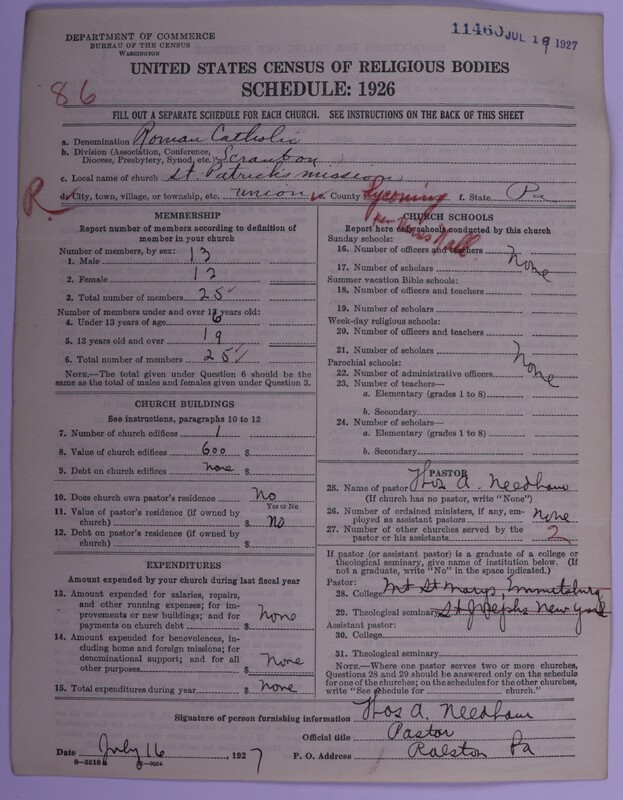 DEPARTMENT OF COMMERCE
BUREAU OF THE CENSUS
WASHINGTON
11460 JUL 19 1927
UNITED STATES CENSUS OF RELIGIOUS BODIES
SCHEDULE: 1926
86
FILL OUT A SEPARATE SCHEDULE FOR EACH CHURCH. SEE INSTRUCTIONS ON THE BACK OF THIS SHEET
a. Denomination Roman Catholic
b. Division (Association, Conference, Diocese, Presbytery, Synod, etc.) Scranton
c. Local name of church St. Patrick's mission
R
d. City, town, village, or township, etc. Union e. County Lycoming f. State Pa
MEMBERSHIP
Report number of members according to definition of
member in your church
Number of members, by sex:
1. Male 13
2. Female 12
3. Total number of members 25
Number of members under and over 13 years old:
4. Under 13 years of age 6
5. 13 years old and over 19
6. Total number of members 25
NOTE.—The total given under Question 6 should be
the same as the total of males and females given under Question 3.
CHURCH BUILDINGS
See instructions, paragraphs 10 to 12
7. Number of church edifices 1
8. Value of church edifices 600 $
9. Debt on church edifices none $
10. Does church own pastor's residence No
Yes or No
11. Value of pastor's residence (if owned by
church) $ no
12. Debt on pastor's residence (if owned by
church) $
EXPENDITURES
Amount expended by your church during last fiscal year
13. Amount expended for salaries, repairs,
and other running expenses; for im-
provements or new buildings; and for
payments on church debt $ none
14. Amount expended for benevolences, in-
cluding home and foreign missions; for
denominational support; and for all
other purposes $ None
15. Total expenditures during year $ none
CHURCH SCHOOLS
Report here only schools conducted by this church
Sunday schools:
16. Number of officers and teachers None
17. Number of scholars
Summer vacation Bible schools:
18. Number of officers and teachers
19. Number of scholars
Week-day religious schools:
20. Number of officers and teachers
21. Number of scholars None
Parochial schools:
22. Number of administrative officers
23. Number of teachers—
a. Elementary (grades 1 to 8)
b. Secondary
24. Number of scholars—
a. Elementary (grades 1 to 8)
b. Secondary
PASTOR
25. Name of pastor Thos A. Needham
(If church has no pastor, write "None")
26. Number of ordained ministers, if any, em-
ployed as assistant pastors none
27. Number of other churches served by the
pastor or his assistants 2
If pastor (or assistant pastor) is a graduate of a college or
theological seminary, give name of institution below. (If
not a graduate, write "No" in the space indicated.)
Pastor:
28. College Mt St Marys, Emmetsburg
29. Theological seminary St Josephs New York
Assistant pastor:
30. College
31. Theological seminary
NOTE.—Where one pastor serves two or more churches,
Questions 28 and 29 should be answered only on the schedule
for one of the churches; on the schedules for the other churches,
write "See schedule for church."
Signature of person furnishing information Thos A. Needham
Official title Pastor
Date July 16, 1927 P. O. Address Ralston Pa
8—5518